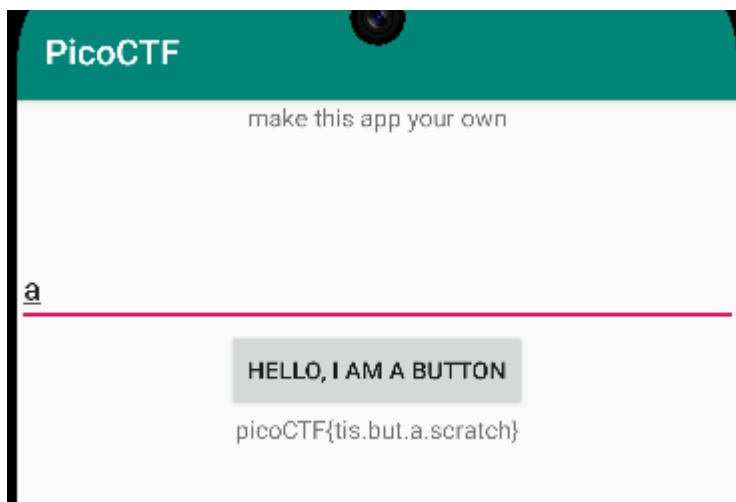 PicoCTF
make this app your own
a
HELLO, I AM A BUTTON
picoCTF{tis.but.a.scratch}